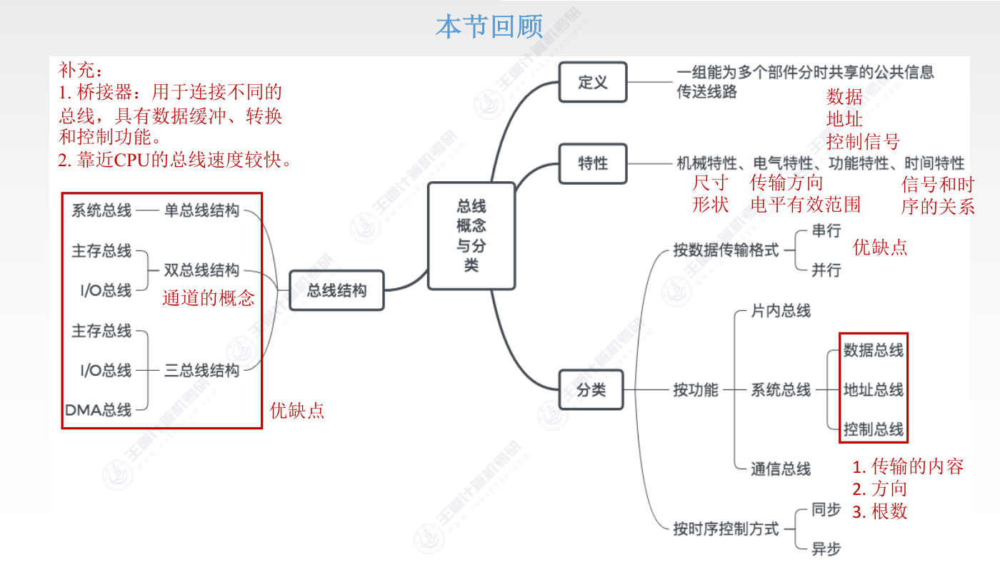 本节回顾
补充：
1. 桥接器：用于连接不同的
总线，具有数据缓冲、转换
和控制功能。
2. 靠近CPU的总线速度较快。
定义
一组能为多个部件分时共享的公共信息
传送线路
数据
地址
控制信号
特性
机械特性、电气特性、功能特性、时间特性
尺寸
形状
传输方向
电平有效范围
信号和时
序的关系
总线
概念
与分
类
总线结构
单总线结构
系统总线
双总线结构
主存总线
I/O总线
通道的概念
三总线结构
主存总线
I/O总线
DMA总线
优缺点
分类
按数据传输格式
串行
并行
优缺点
按功能
片内总线
系统总线
数据总线
地址总线
控制总线
通信总线
1. 传输的内容
2. 方向
3. 根数
按时序控制方式
同步
异步
王道计算机考研